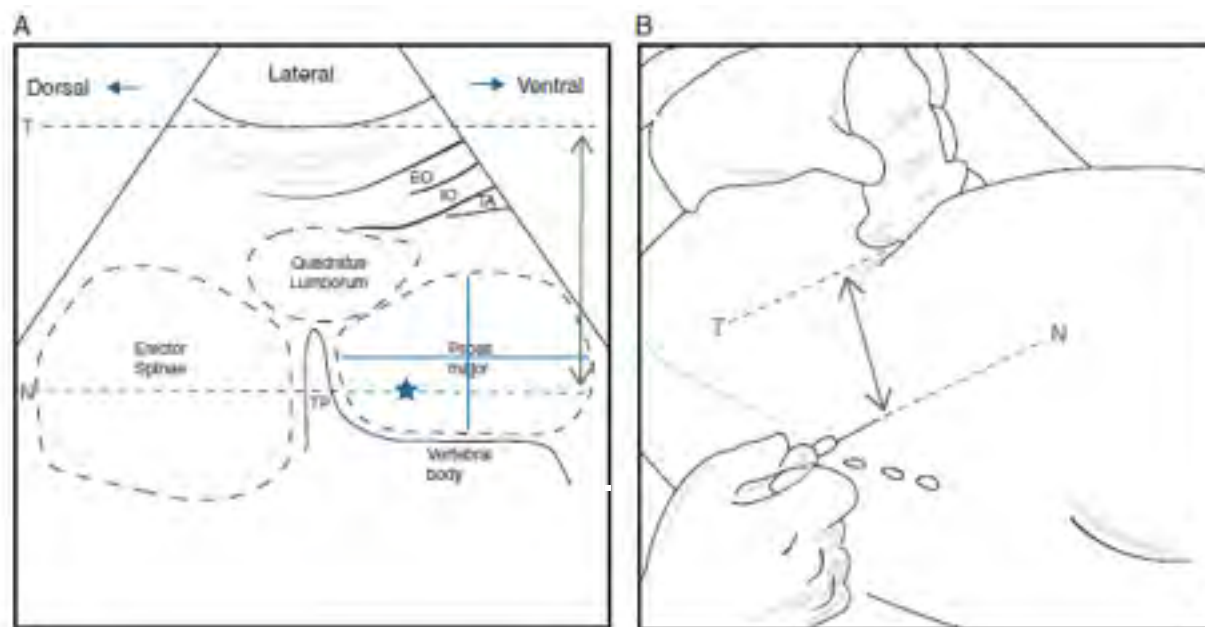 A
B
Lateral
Dorsal
Ventral
T
EO
IO
TA
Quadratus
Lumborum
Erector
Spinae
Psoas
major
N
TP
Vertebral
body
T
N